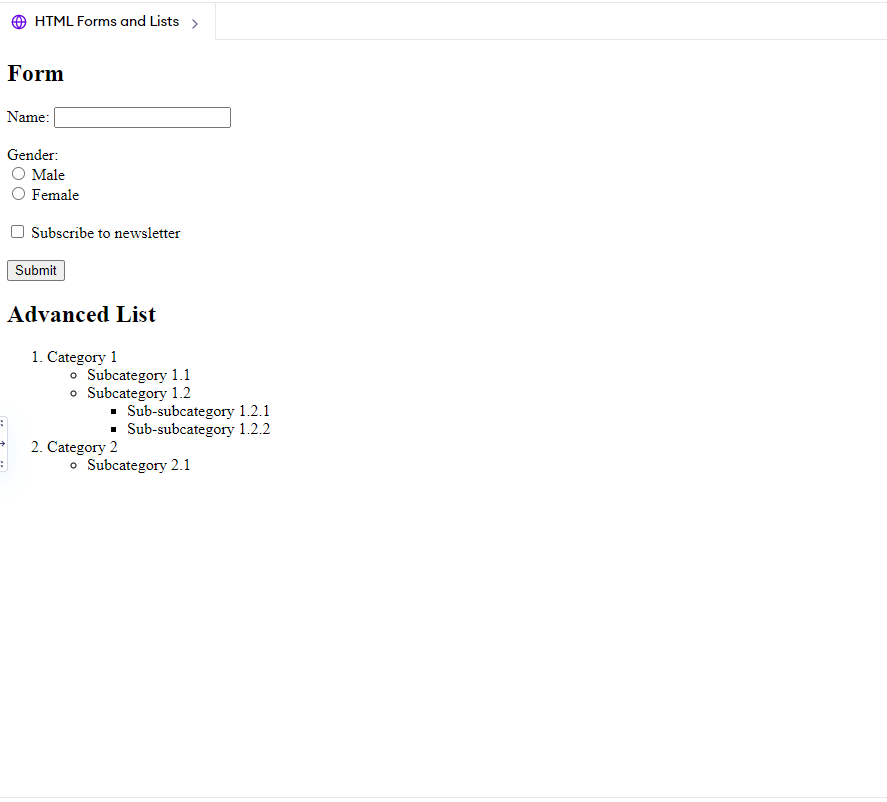 HTML Forms and Lists
Form
Name:
Gender:
Male
Female
Subscribe to newsletter
Submit
Advanced List
1. Category 1
Subcategory 1.1
Subcategory 1.2
Sub-subcategory 1.2.1
Sub-subcategory 1.2.2
2. Category 2
Subcategory 2.1